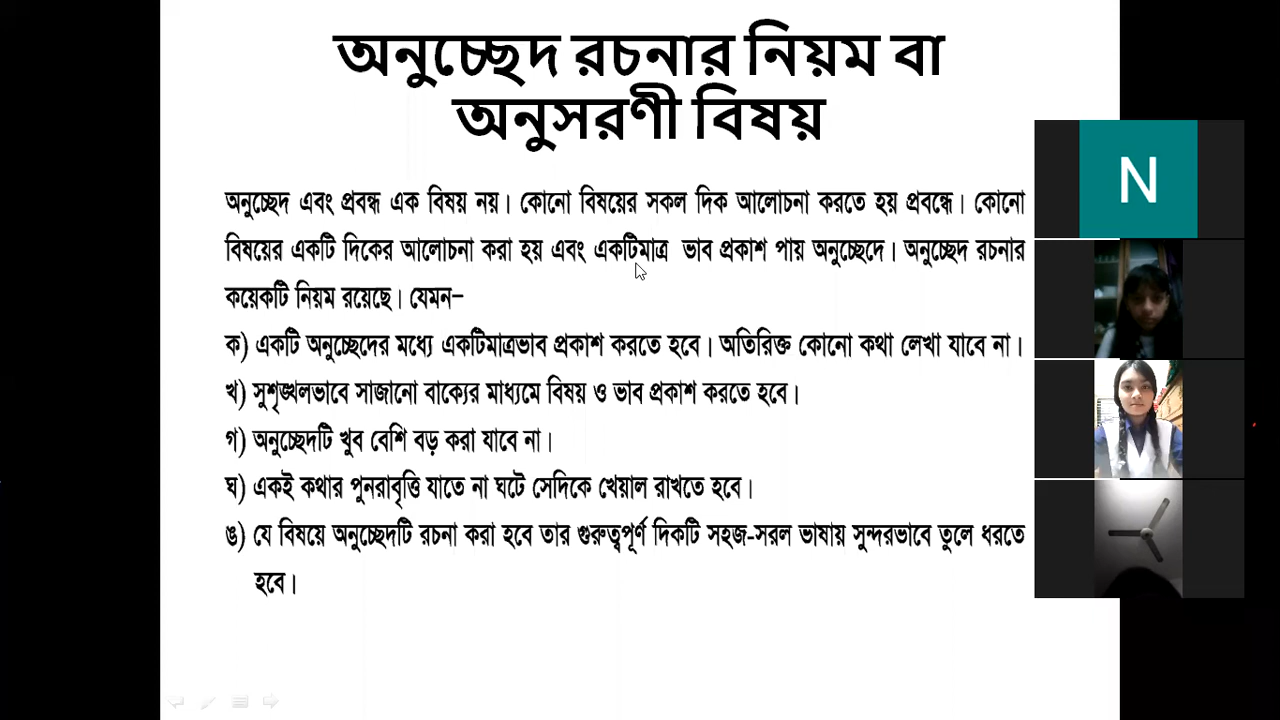 অনুচ্ছেদ রচনার নিয়ম বা
অনুসরণী বিষয়
অনুচ্ছেদ এবং প্রবন্ধ এক বিষয় নয়। কোনো বিষয়ের সকল দিক আলোচনা করতে হয় প্রবন্ধে। কোনো
বিষয়ের একটি দিকের আলোচনা করা হয় এবং একটিমাত্র ভাব প্রকাশ পায় অনুচ্ছেদে। অনুচ্ছেদ রচনার
কয়েকটি নিয়ম রয়েছে। যেমন–
ক) একটি অনুচ্ছেদের মধ্যে একটিমাত্রভাব প্রকাশ করতে হবে। অতিরিক্ত কোনো কথা লেখা যাবে না।
খ) সুশৃঙ্খলভাবে সাজানো বাক্যের মাধ্যমে বিষয় ও ভাব প্রকাশ করতে হবে।
গ) অনুচ্ছেদটি খুব বেশি বড় করা যাবে না।
ঘ) একই কথার পুনরাবৃত্তি যাতে না ঘটে সেদিকে খেয়াল রাখতে হবে।
ঙ) যে বিষয়ে অনুচ্ছেদটি রচনা করা হবে তার গুরুত্বপূর্ণ দিকটি সহজ-সরল ভাষায় সুন্দরভাবে তুলে ধরতে
হবে।
N